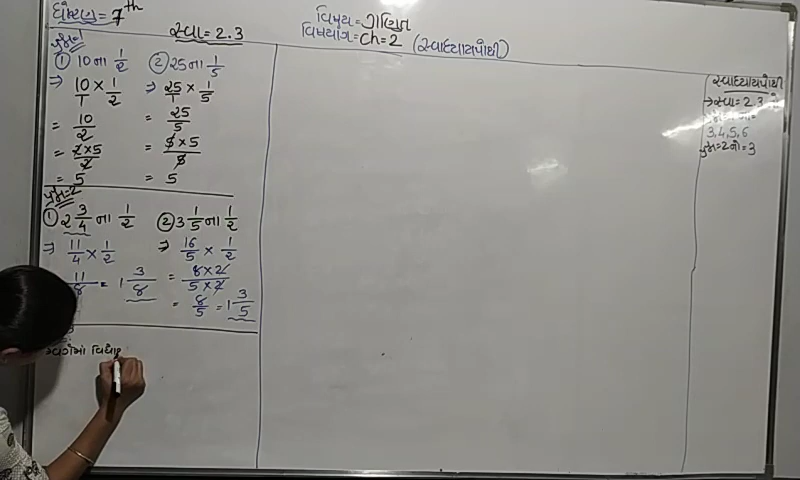 ધોરણ = 7th
વિષય = ગણિત
સ્વા = 2.3
વિષયાંગ = Ch = 2 (સ્વાધ્યાયપોથી)
પ્રશ્ન = 1
① 10 ના 1/2 ② 25 ના 1/5
⇒ 10/1 × 1/2 ⇒ 25/1 × 1/5
= 10/2 = 25/5
= 2 × 5 / 2 = 5 × 5 / 5
= 5 = 5
પ્રશ્ન = 2
① 2 3/4 ના 1/2 ② 3 1/5 ના 1/2
⇒ 11/4 × 1/2 ⇒ 16/5 × 1/2
11/8 = 1 3/8 = 8 × 2 / 5 × 2
= 8/5 = 1 3/5
સ્વાધ્યાયપોથી
→ સ્વા = 2.3
3, 4, 5, 6
પ્રશ્ન = 2 નો = 3